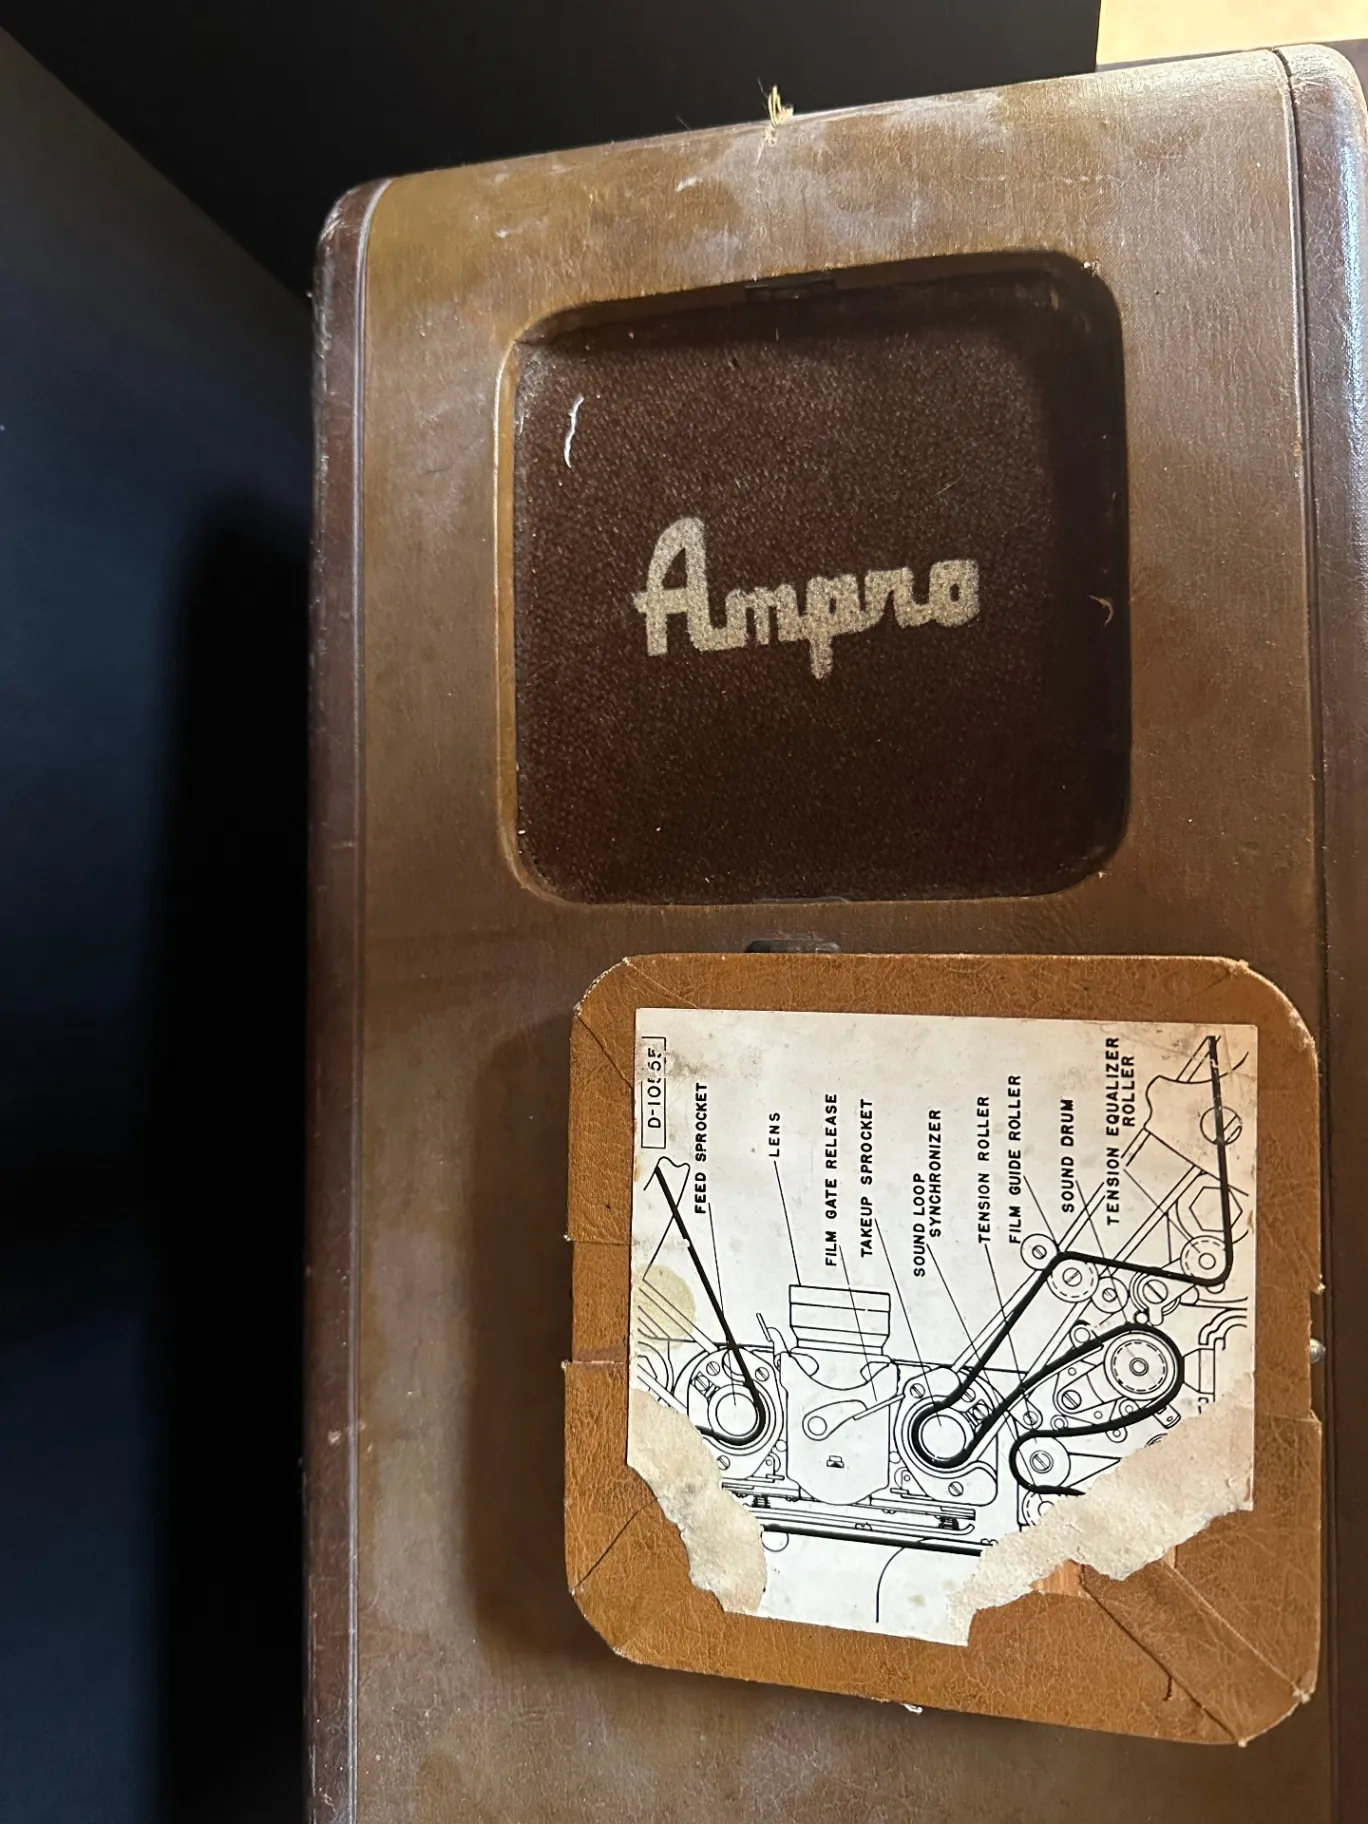 Ampro
FEED SPROCKET
LENS
FILM GATE RELEASE
TAKEUP SPROCKET
SOUND LOOP
SYNCHRONIZER
TENSION ROLLER
FILM GUIDE ROLLER
SOUND DRUM
TENSION EQUALIZER
ROLLER